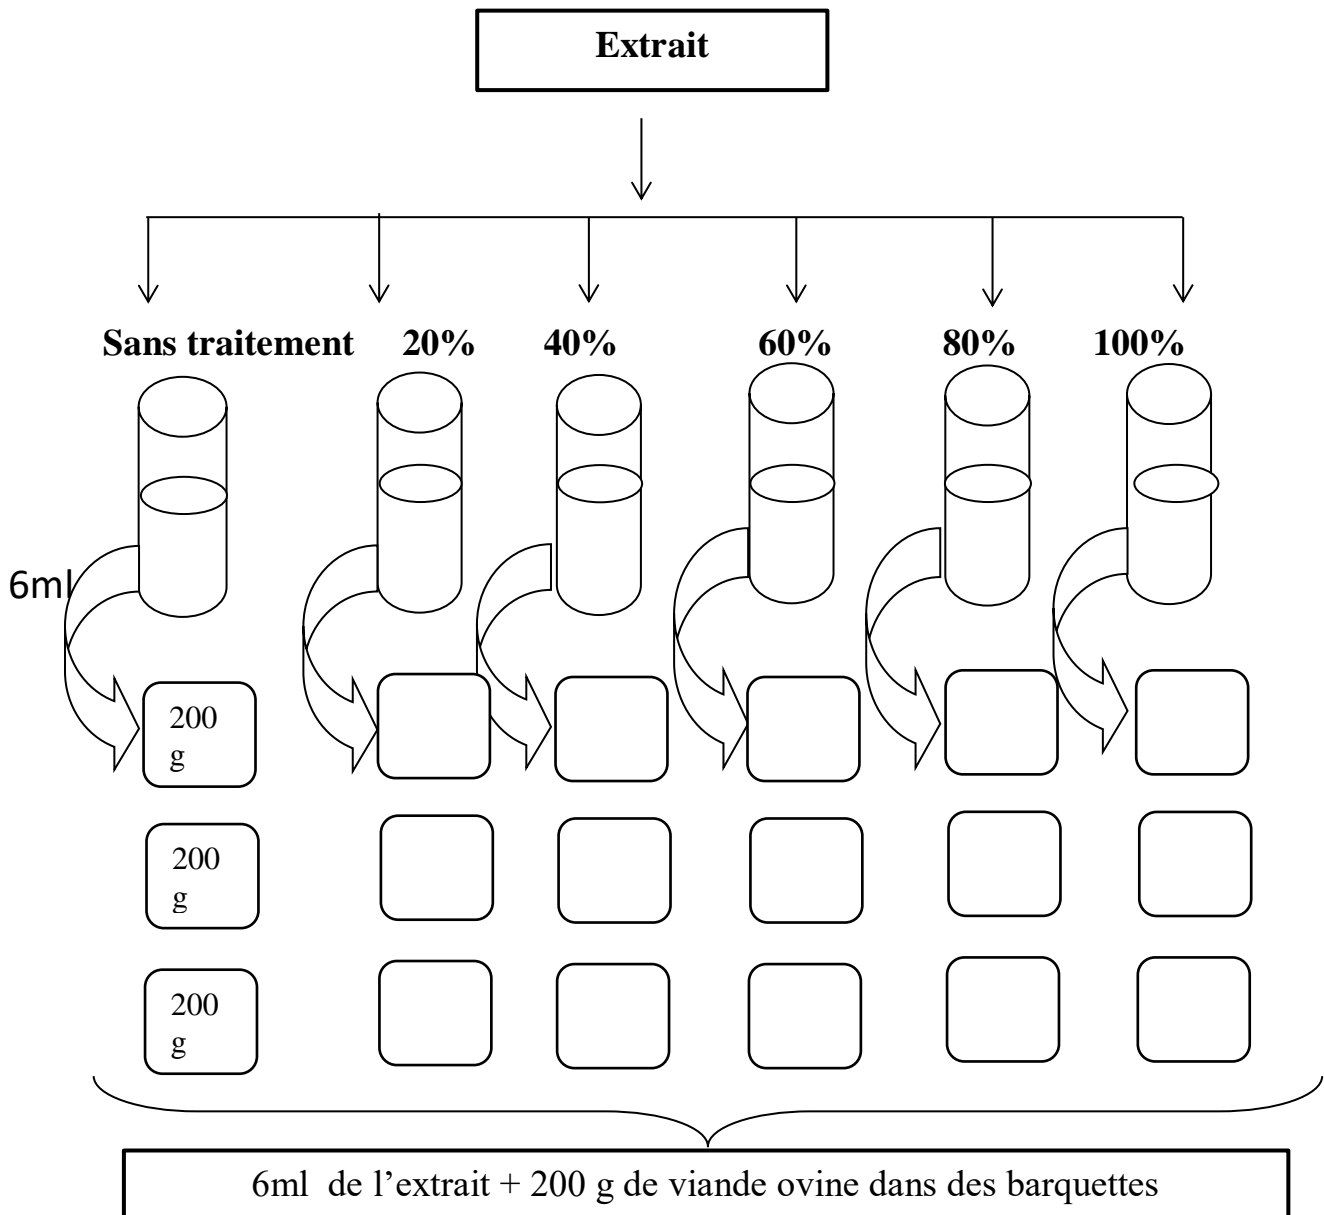 Extrait
Sans traitement 20% 40% 60% 80% 100%
6ml
200
g
200
g
200
g
6ml de l’extrait + 200 g de viande ovine dans des barquettes